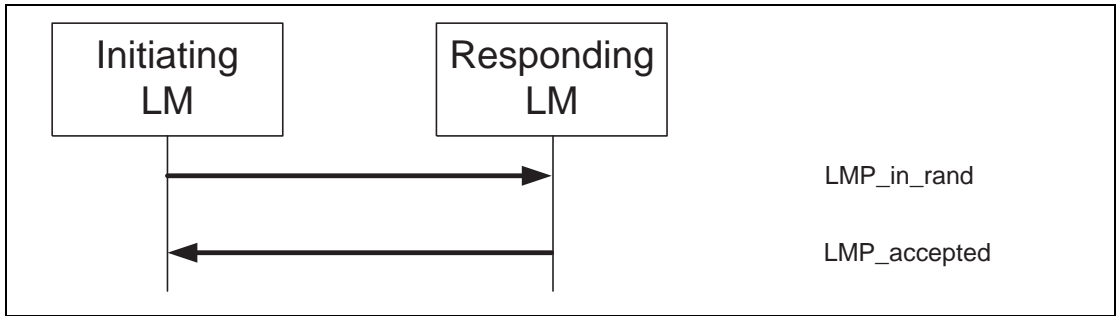 Initiating
LM
Responding
LM
LMP_in_rand
LMP_accepted